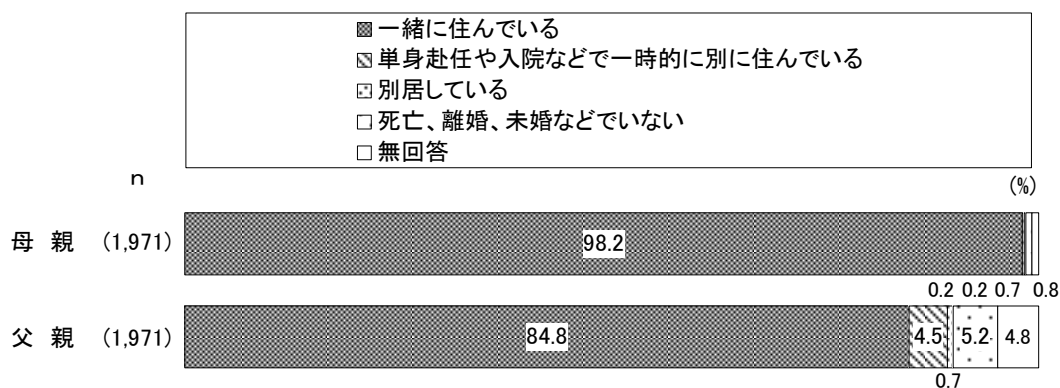 一緒に住んでいる
単身赴任や入院などで一時的に別に住んでいる
別居している
死亡、離婚、未婚などでいない
無回答
n
(%)
母 親 (1,971) 98.2
0.2 0.2 0.7 0.8
父 親 (1,971) 84.8 4.5 5.2 4.8
0.7